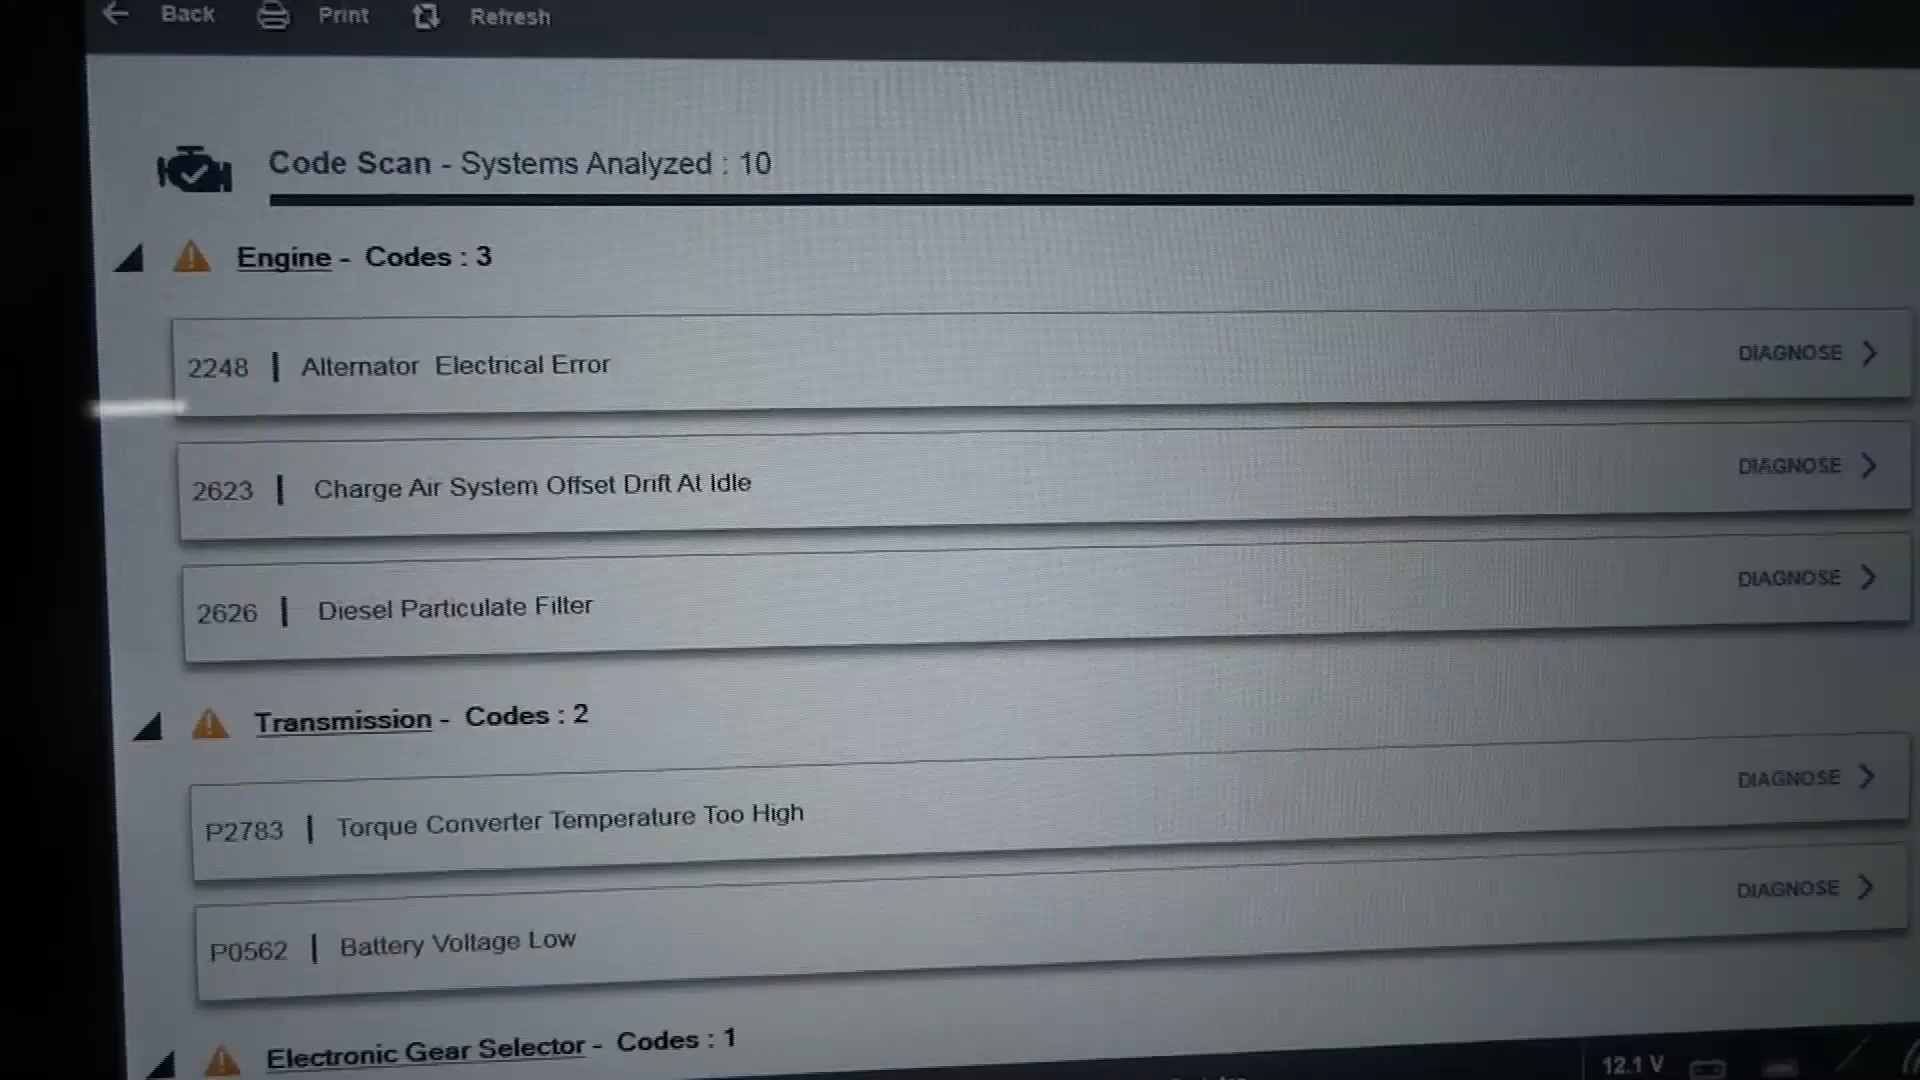 Back Print Refresh
Code Scan - Systems Analyzed : 10
Engine - Codes : 3
2248 | Alternator Electrical Error DIAGNOSE
2623 | Charge Air System Offset Drift At Idle DIAGNOSE
2626 | Diesel Particulate Filter DIAGNOSE
Transmission - Codes : 2
P2783 | Torque Converter Temperature Too High DIAGNOSE
P0562 | Battery Voltage Low DIAGNOSE
Electronic Gear Selector - Codes : 1
12.1 V